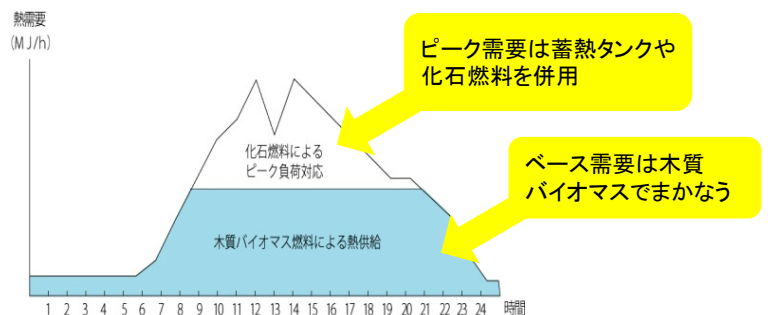 熱需要
(MJ/h)
ピーク需要は蓄熱タンクや
化石燃料を併用
化石燃料による
ピーク負荷対応
ベース需要は木質
バイオマスでまかなう
木質バイオマス燃料による熱供給
1 2 3 4 5 6 7 8 9 10 11 12 13 14 15 16 17 18 19 20 21 22 23 24 時間